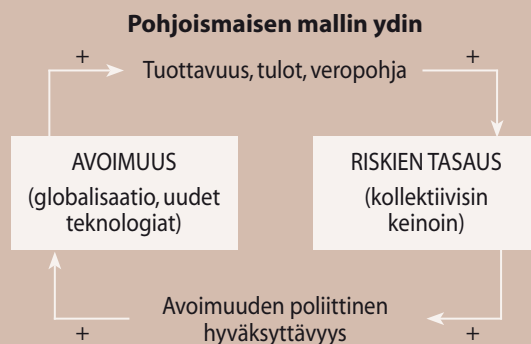 Pohjoismaisen mallin ydin
+
Tuottavuus, tulot, veropohja
+
AVOIMUUS
(globalisaatio, uudet
teknologiat)
RISKIEN TASAUS
(kollektiivisin
keinoin)
+
Avoimuuden poliittinen
hyväksyttävyys
+